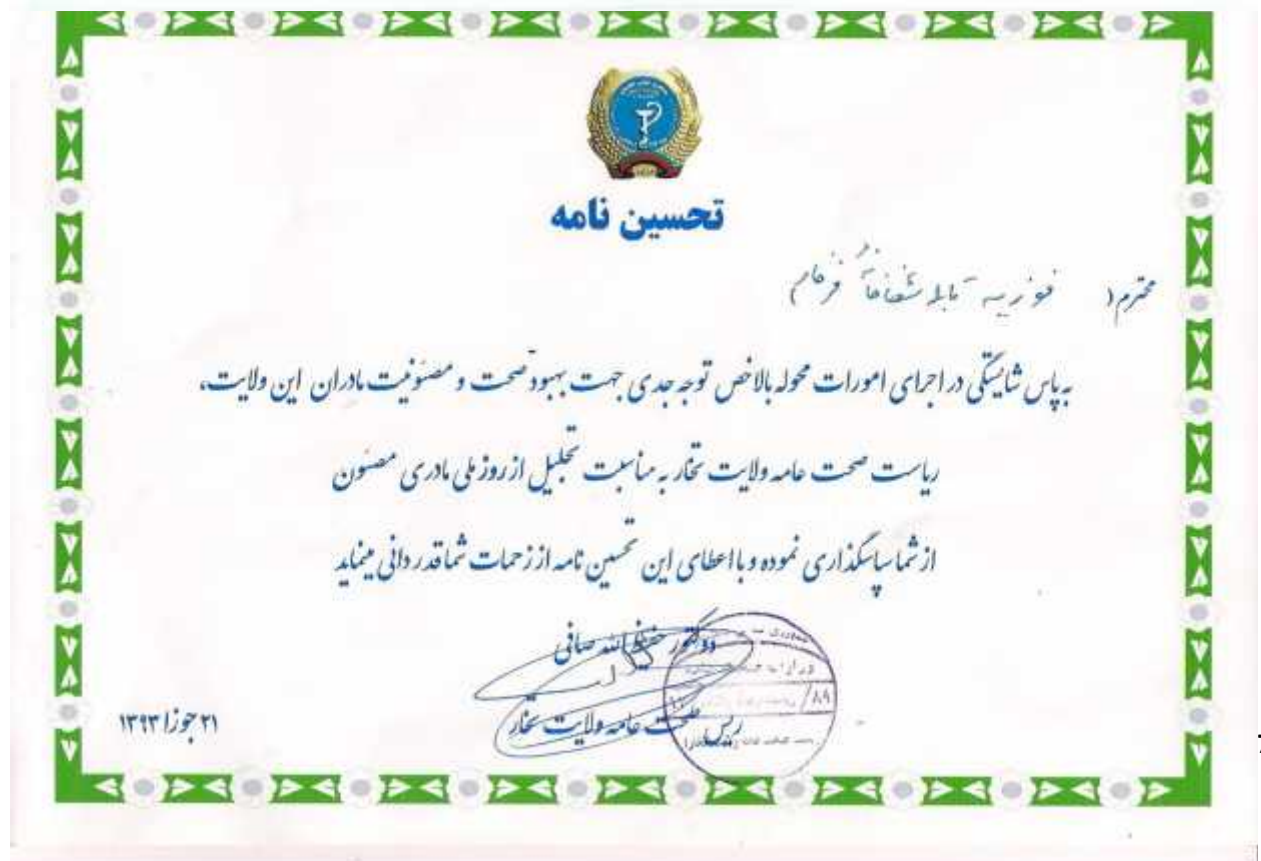 تحسین نامه
محترم( فوزیه قابله شفاخانهٔ فرخار)
به پاس شایستگی در اجرای امورات محوله بالاخص توجه جدی جهت بهبود صحت و مصئونیت مادران این ولایت،
ریاست صحت عامه ولایت تخار به مناسبت تجلیل از روز ملی مادری مصئون
از شما سپاسگذاری نموده و با اعطای این تحسین نامه از زحمات شما قدردانی مینماید
دوکتور حفیظ الله صافی
رییس صحت عامه ولایت تخار
۲۱ جوزا ۱۳۹۳